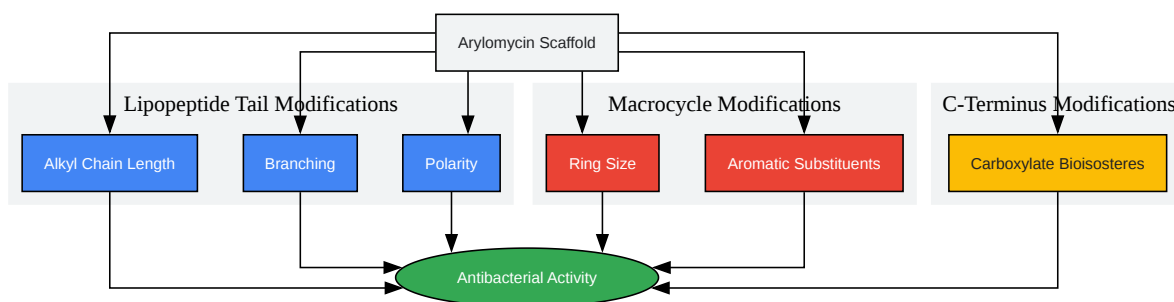 Arylomycin Scaffold
Lipopeptide Tail Modifications
Macrocycle Modifications
C-Terminus Modifications
Alkyl Chain Length
Branching
Polarity
Ring Size
Aromatic Substituents
Carboxylate Bioisosteres
Antibacterial Activity